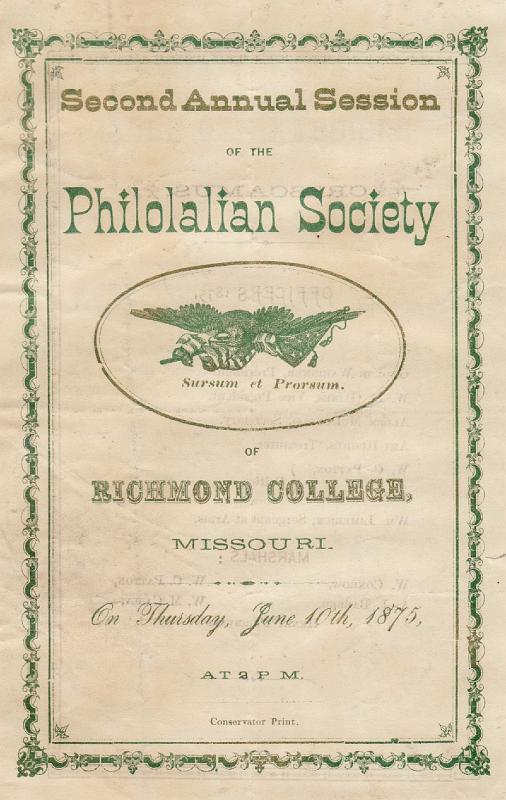 Second Annual Session
OF THE
Philolalian Society
Sursum et Prorsum.
OF
RICHMOND COLLEGE,
MISSOURI.
On Thursday, June 10th, 1875,
AT P M.
Conservator Print.